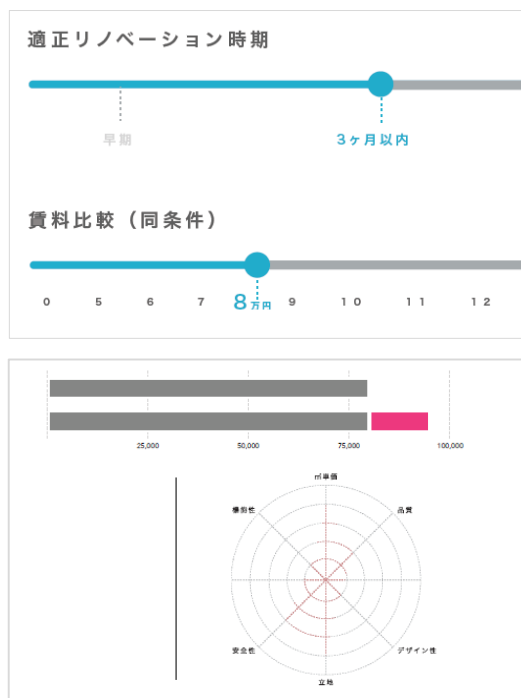 適正リノベーション時期
早期
3ヶ月以内
賃料比較（同条件）
0 5 6 7 8万円 9 10 11 12
25,000 50,000 75,000 100,000
㎡単価
品質
デザイン性
立地
安全性